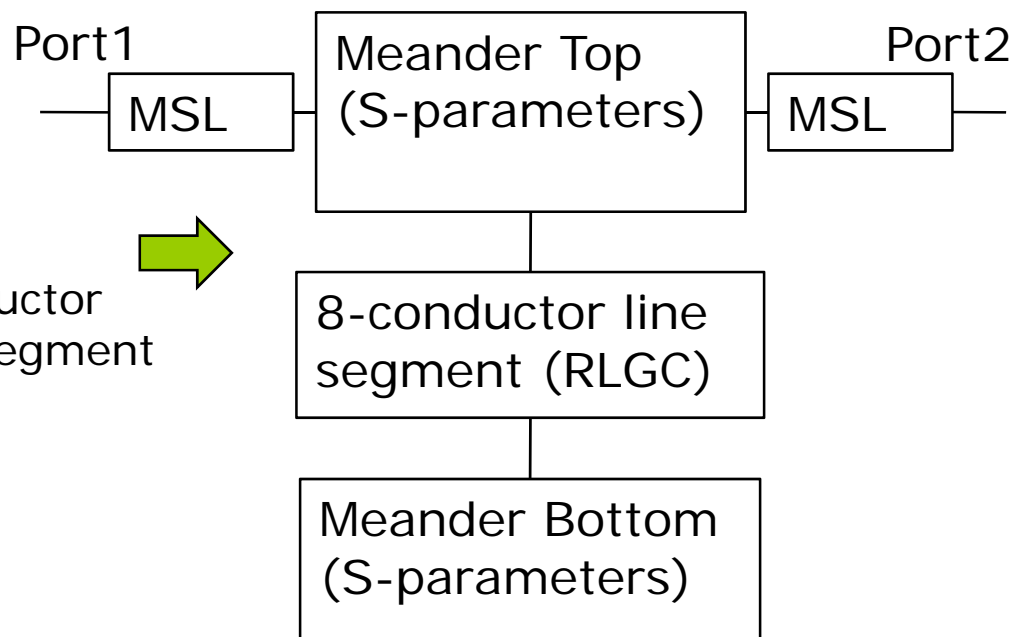 Port1
Port2
Meander Top
(S-parameters)
MSL
MSL
8-conductor line
segment (RLGC)
Meander Bottom
(S-parameters)